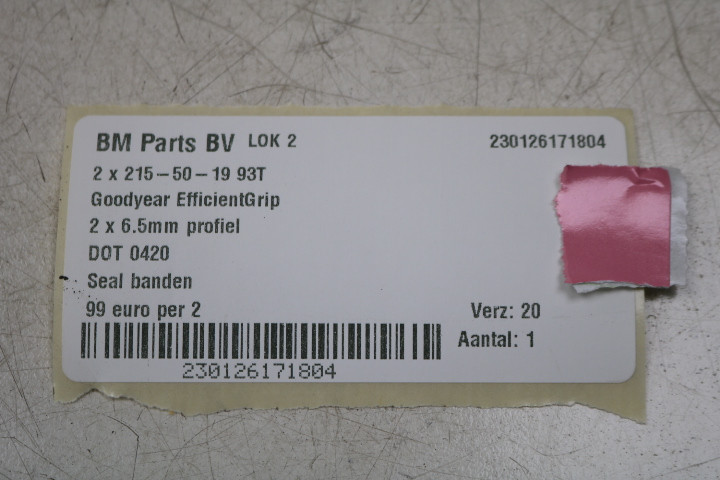 BM Parts BV LOK 2 230126171804
2 x 215-50-19 93T
Goodyear EfficientGrip
2 x 6.5mm profiel
DOT 0420
Seal banden
99 euro per 2 Verz: 20
Aantal: 1
230126171804